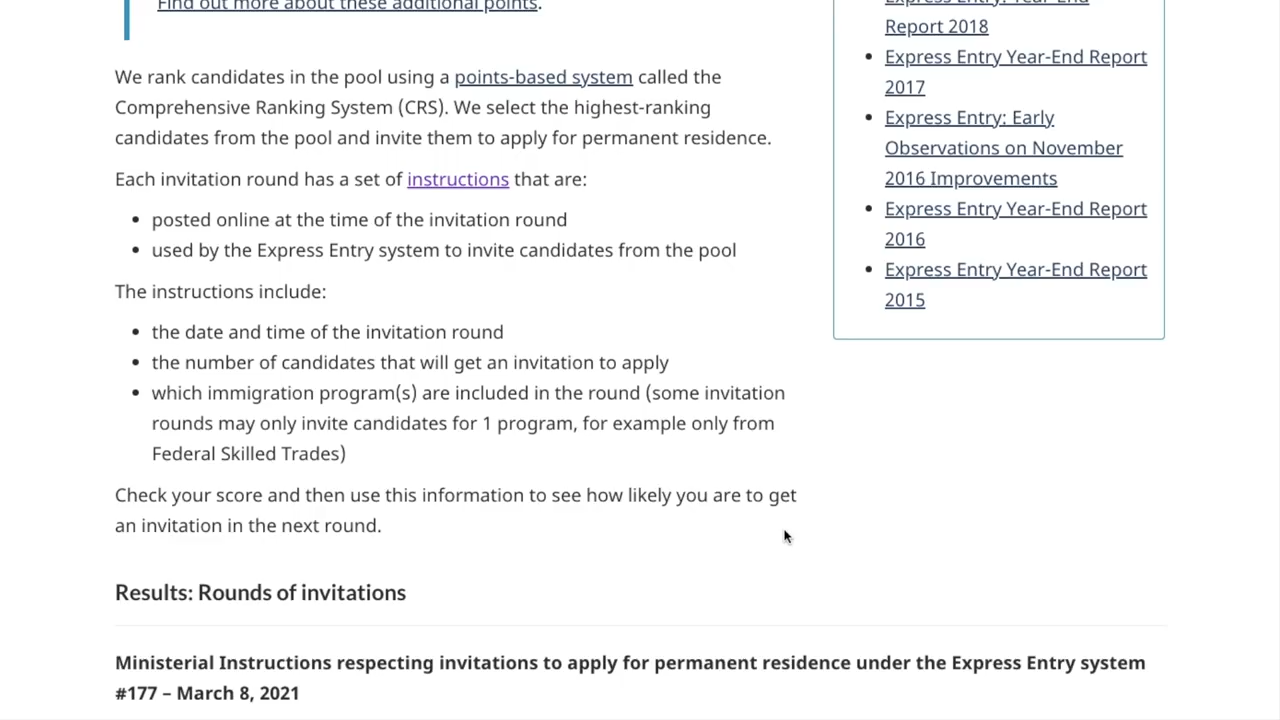 Find out more about these additional points.
We rank candidates in the pool using a points-based system called the
Comprehensive Ranking System (CRS). We select the highest-ranking
candidates from the pool and invite them to apply for permanent residence.
Each invitation round has a set of instructions that are:
• posted online at the time of the invitation round
• used by the Express Entry system to invite candidates from the pool
The instructions include:
• the date and time of the invitation round
• the number of candidates that will get an invitation to apply
• which immigration program(s) are included in the round (some invitation
rounds may only invite candidates for 1 program, for example only from
Federal Skilled Trades)
Check your score and then use this information to see how likely you are to get
an invitation in the next round.
Express Entry: Year-End
Report 2018
• Express Entry Year-End Report
2017
• Express Entry: Early
Observations on November
2016 Improvements
• Express Entry Year-End Report
2016
• Express Entry Year-End Report
2015
Results: Rounds of invitations
Ministerial Instructions respecting invitations to apply for permanent residence under the Express Entry system
#177 – March 8, 2021